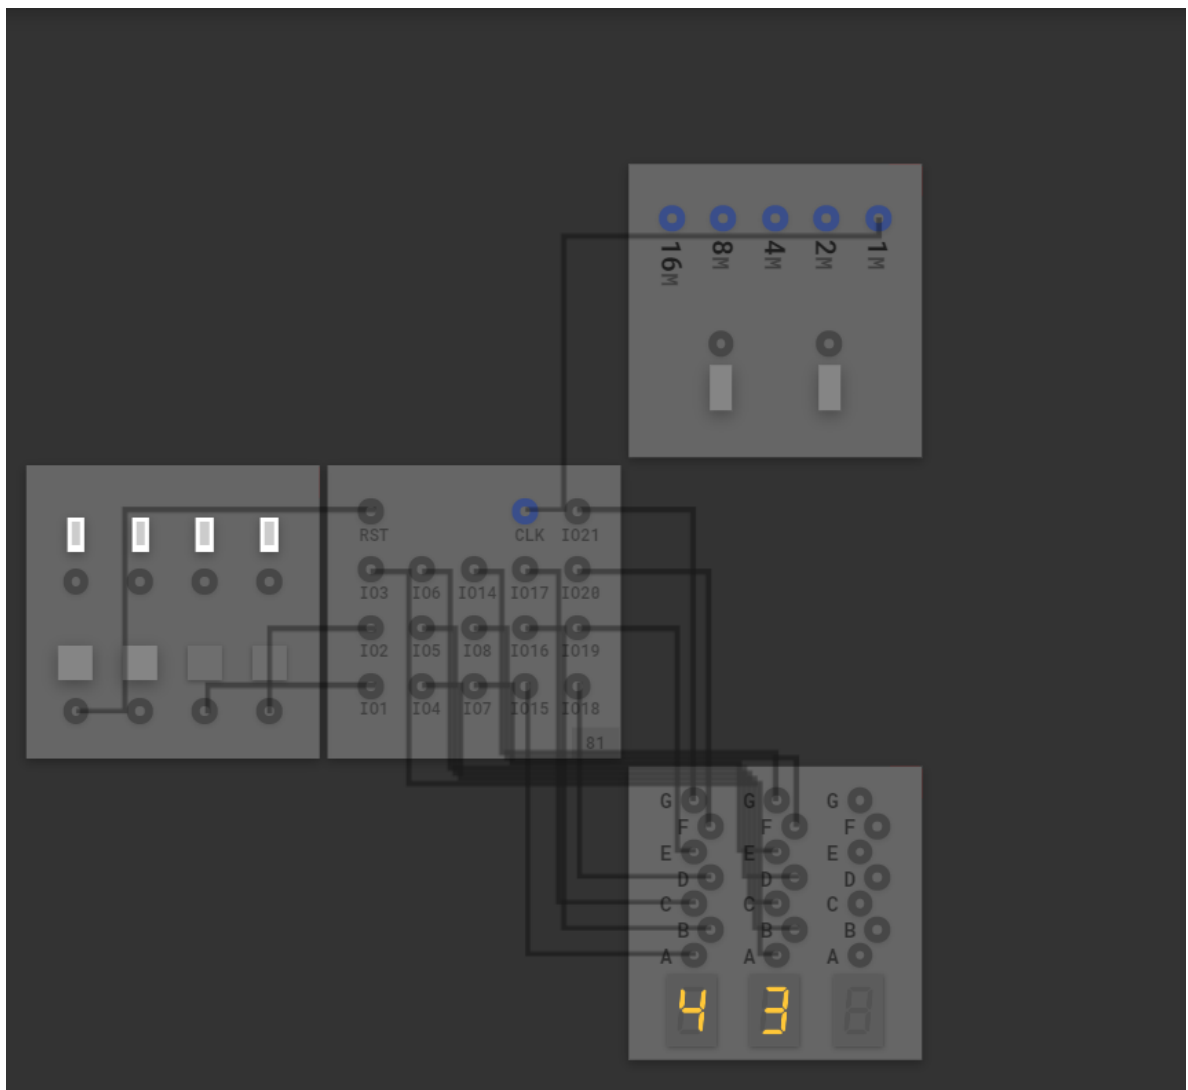 16M 8M 4M 2M 1M
RST CLK IO21
IO3 IO6 IO14 IO17 IO20
IO2 IO5 IO8 IO16 IO19
IO1 IO4 IO7 IO15 IO18
81
G G G
F F F
E E E
D D D
C C C
B B B
A A A
4 3